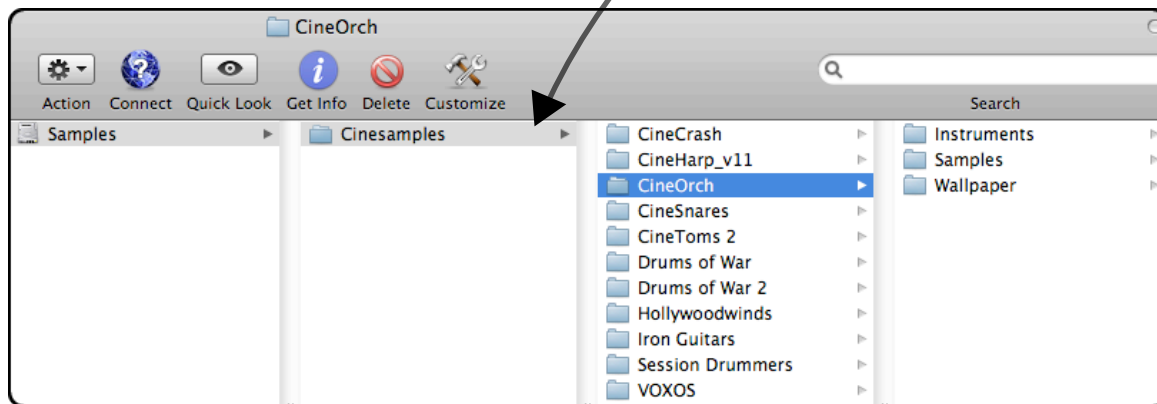 CineOrch
Action Connect Quick Look Get Info Delete Customize Search
Samples
Cinesamples
CineCrash
CineHarp_v11
CineOrch
CineSnares
CineToms 2
Drums of War
Drums of War 2
Hollywoodwinds
Iron Guitars
Session Drummers
VOXOS
Instruments
Samples
Wallpaper